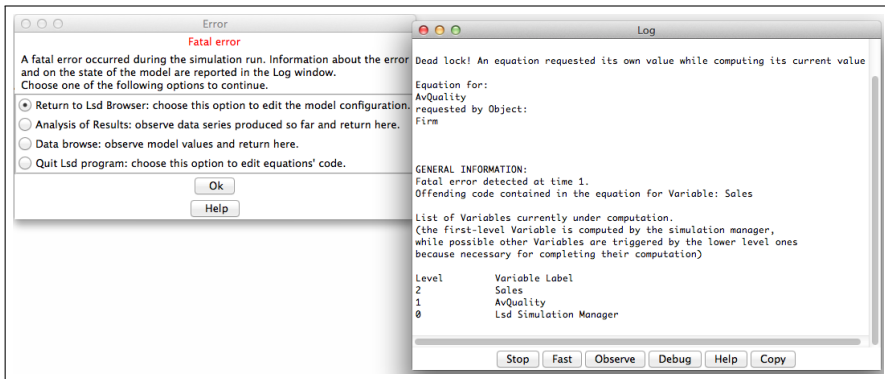 Error
Fatal error
A fatal error occurred during the simulation run. Information about the error
and on the state of the model are reported in the Log window.
Choose one of the following options to continue.
Return to Lsd Browser: choose this option to edit the model configuration.
Analysis of Results: observe data series produced so far and return here.
Data browse: observe model values and return here.
Quit Lsd program: choose this option to edit equations' code.
Ok
Help
Log
Dead lock! An equation requested its own value while computing its current value
Equation for:
AvQuality
requested by Object:
Firm
GENERAL INFORMATION:
Fatal error detected at time 1.
Offending code contained in the equation for Variable: Sales
List of Variables currently under computation.
(the first-level Variable is computed by the simulation manager,
while possible other Variables are triggered by the lower level ones
because necessary for completing their computation)
Level Variable Label
2 Sales
1 AvQuality
0 Lsd Simulation Manager
Stop Fast Observe Debug Help Copy